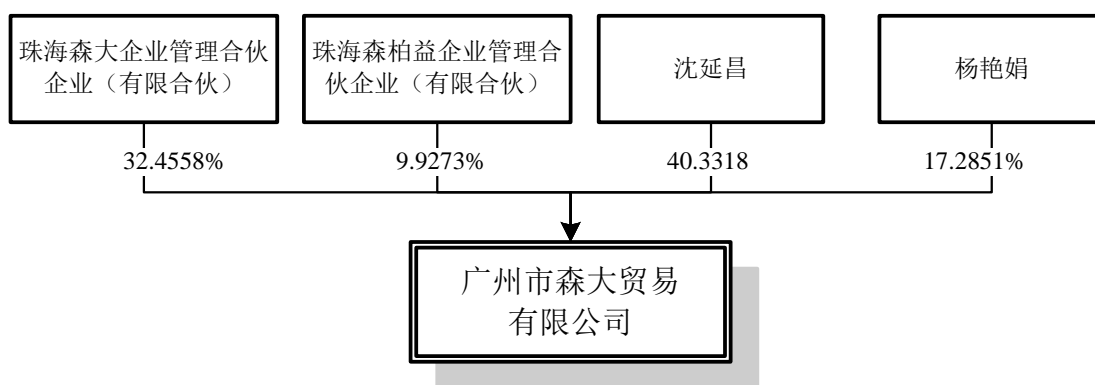 珠海森大企业管理合伙
企业（有限合伙）
珠海森柏益企业管理合
伙企业（有限合伙）
沈延昌
杨艳娟
32.4558%
9.9273%
40.3318
17.2851%
广州市森大贸易
有限公司